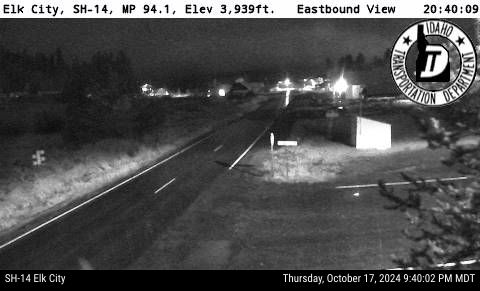 Elk City, SH-14, MP 94.1, Elev 3,939ft. Eastbound View 20:40:09
IDAHO
TRANSPORTATION DEPARTMENT
SH-14 Elk City Thursday, October 17, 2024 9:40:02 PM MDT